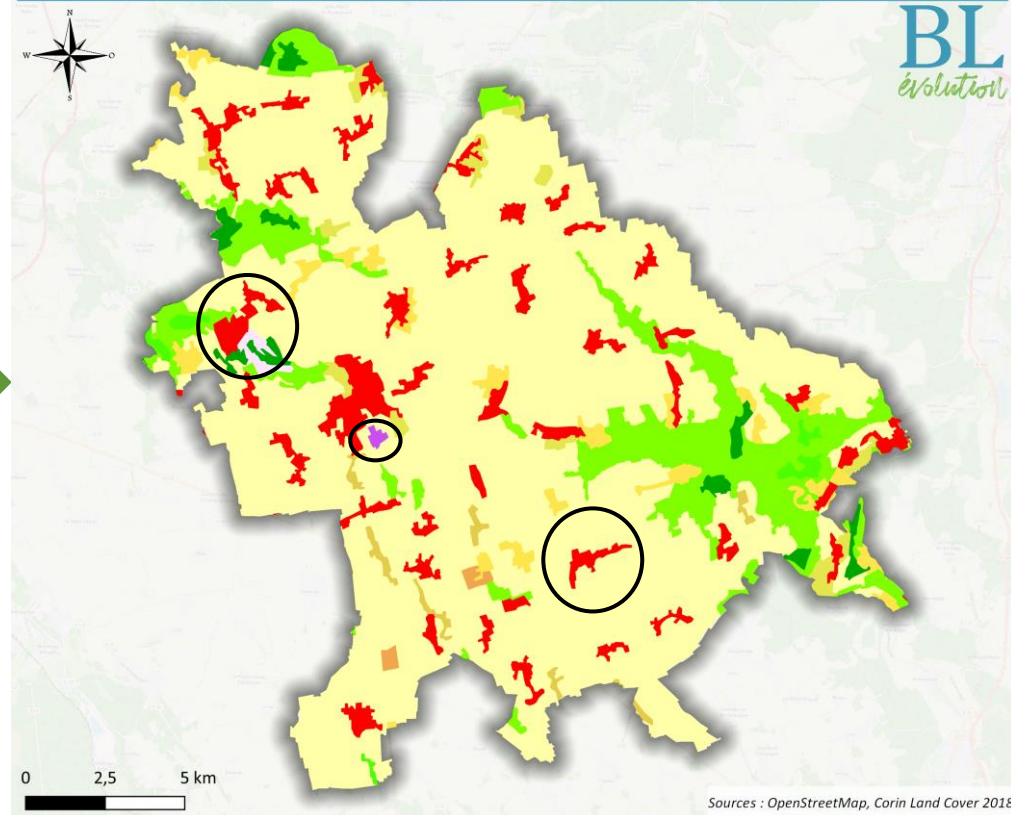 N
W
O
S
BL
évolution
0 2,5 5 km
Sources : OpenStreetMap, Corin Land Cover 2018